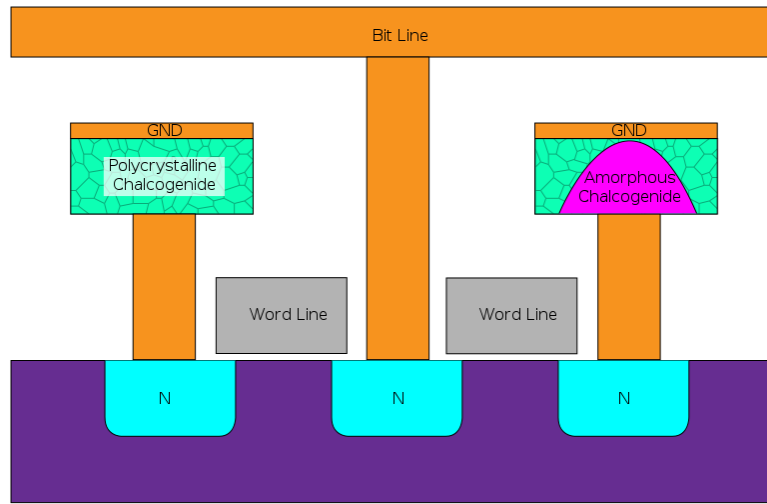 Bit Line
GND
GND
Polycrystalline
Chalcogenide
Amorphous
Chalcogenide
Word Line
Word Line
N
N
N